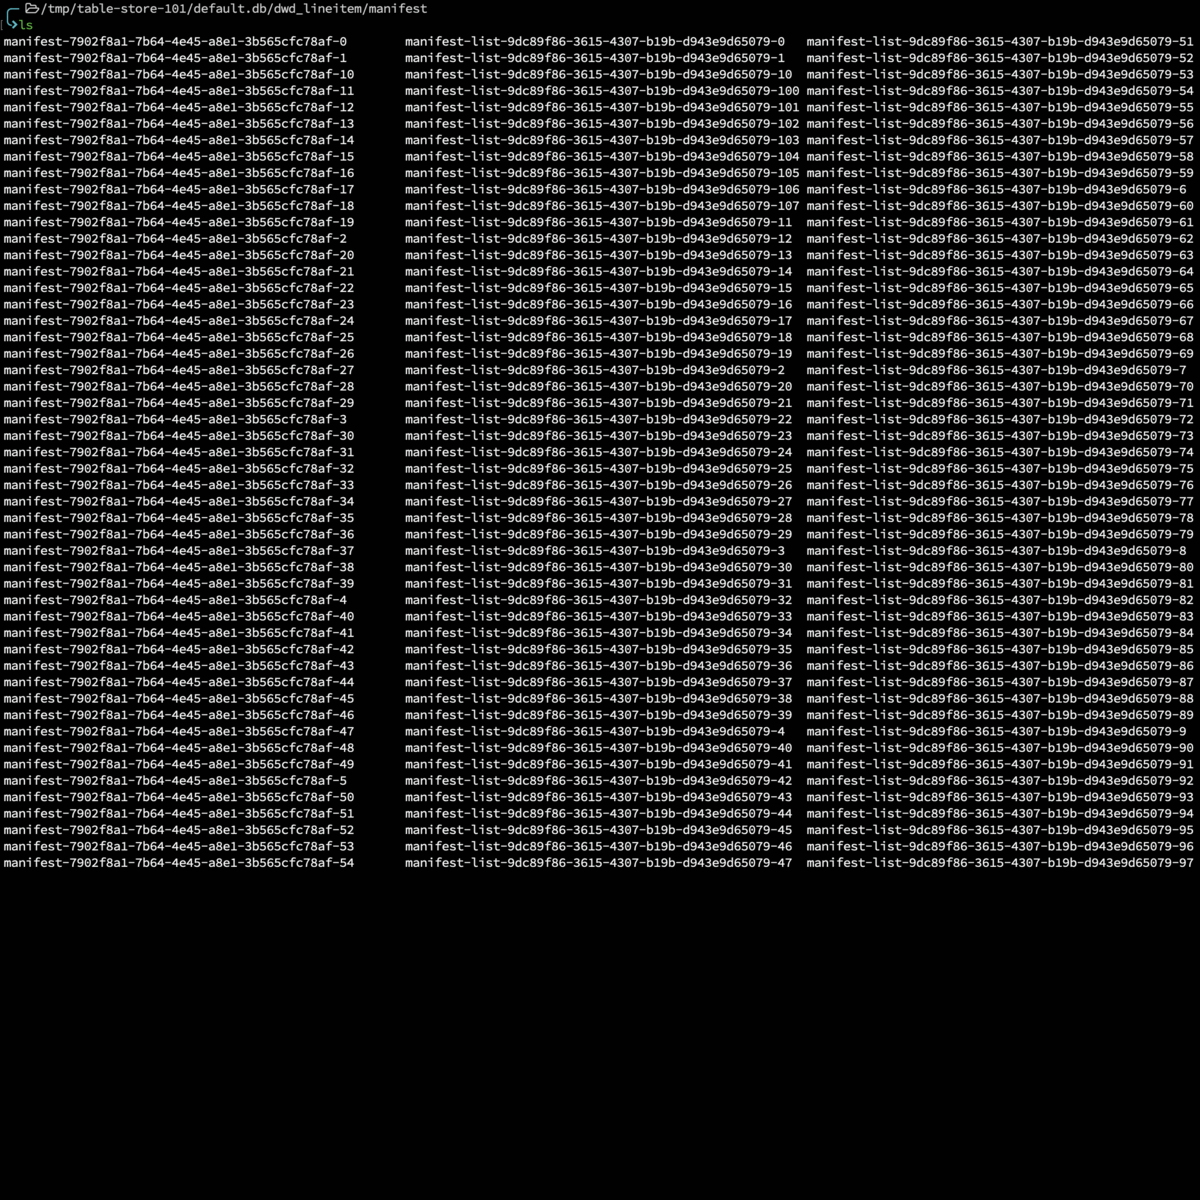 /tmp/table-store-101/default.db/dwd_lineitem/manifest
ls
manifest-7902f8a1-7b64-4e45-a8e1-3b565cfc78af-0 manifest-list-9dc89f86-3615-4307-b19b-d943e9d65079-0 manifest-list-9dc89f86-3615-4307-b19b-d943e9d65079-51
manifest-7902f8a1-7b64-4e45-a8e1-3b565cfc78af-1 manifest-list-9dc89f86-3615-4307-b19b-d943e9d65079-1 manifest-list-9dc89f86-3615-4307-b19b-d943e9d65079-52
manifest-7902f8a1-7b64-4e45-a8e1-3b565cfc78af-10 manifest-list-9dc89f86-3615-4307-b19b-d943e9d65079-10 manifest-list-9dc89f86-3615-4307-b19b-d943e9d65079-53
manifest-7902f8a1-7b64-4e45-a8e1-3b565cfc78af-11 manifest-list-9dc89f86-3615-4307-b19b-d943e9d65079-100 manifest-list-9dc89f86-3615-4307-b19b-d943e9d65079-54
manifest-7902f8a1-7b64-4e45-a8e1-3b565cfc78af-12 manifest-list-9dc89f86-3615-4307-b19b-d943e9d65079-101 manifest-list-9dc89f86-3615-4307-b19b-d943e9d65079-55
manifest-7902f8a1-7b64-4e45-a8e1-3b565cfc78af-13 manifest-list-9dc89f86-3615-4307-b19b-d943e9d65079-102 manifest-list-9dc89f86-3615-4307-b19b-d943e9d65079-56
manifest-7902f8a1-7b64-4e45-a8e1-3b565cfc78af-14 manifest-list-9dc89f86-3615-4307-b19b-d943e9d65079-103 manifest-list-9dc89f86-3615-4307-b19b-d943e9d65079-57
manifest-7902f8a1-7b64-4e45-a8e1-3b565cfc78af-15 manifest-list-9dc89f86-3615-4307-b19b-d943e9d65079-104 manifest-list-9dc89f86-3615-4307-b19b-d943e9d65079-58
manifest-7902f8a1-7b64-4e45-a8e1-3b565cfc78af-16 manifest-list-9dc89f86-3615-4307-b19b-d943e9d65079-105 manifest-list-9dc89f86-3615-4307-b19b-d943e9d65079-59
manifest-7902f8a1-7b64-4e45-a8e1-3b565cfc78af-17 manifest-list-9dc89f86-3615-4307-b19b-d943e9d65079-106 manifest-list-9dc89f86-3615-4307-b19b-d943e9d65079-6
manifest-7902f8a1-7b64-4e45-a8e1-3b565cfc78af-18 manifest-list-9dc89f86-3615-4307-b19b-d943e9d65079-107 manifest-list-9dc89f86-3615-4307-b19b-d943e9d65079-60
manifest-7902f8a1-7b64-4e45-a8e1-3b565cfc78af-19 manifest-list-9dc89f86-3615-4307-b19b-d943e9d65079-11 manifest-list-9dc89f86-3615-4307-b19b-d943e9d65079-61
manifest-7902f8a1-7b64-4e45-a8e1-3b565cfc78af-2 manifest-list-9dc89f86-3615-4307-b19b-d943e9d65079-12 manifest-list-9dc89f86-3615-4307-b19b-d943e9d65079-62
manifest-7902f8a1-7b64-4e45-a8e1-3b565cfc78af-20 manifest-list-9dc89f86-3615-4307-b19b-d943e9d65079-13 manifest-list-9dc89f86-3615-4307-b19b-d943e9d65079-63
manifest-7902f8a1-7b64-4e45-a8e1-3b565cfc78af-21 manifest-list-9dc89f86-3615-4307-b19b-d943e9d65079-14 manifest-list-9dc89f86-3615-4307-b19b-d943e9d65079-64
manifest-7902f8a1-7b64-4e45-a8e1-3b565cfc78af-22 manifest-list-9dc89f86-3615-4307-b19b-d943e9d65079-15 manifest-list-9dc89f86-3615-4307-b19b-d943e9d65079-65
manifest-7902f8a1-7b64-4e45-a8e1-3b565cfc78af-23 manifest-list-9dc89f86-3615-4307-b19b-d943e9d65079-16 manifest-list-9dc89f86-3615-4307-b19b-d943e9d65079-66
manifest-7902f8a1-7b64-4e45-a8e1-3b565cfc78af-24 manifest-list-9dc89f86-3615-4307-b19b-d943e9d65079-17 manifest-list-9dc89f86-3615-4307-b19b-d943e9d65079-67
manifest-7902f8a1-7b64-4e45-a8e1-3b565cfc78af-25 manifest-list-9dc89f86-3615-4307-b19b-d943e9d65079-18 manifest-list-9dc89f86-3615-4307-b19b-d943e9d65079-68
manifest-7902f8a1-7b64-4e45-a8e1-3b565cfc78af-26 manifest-list-9dc89f86-3615-4307-b19b-d943e9d65079-19 manifest-list-9dc89f86-3615-4307-b19b-d943e9d65079-69
manifest-7902f8a1-7b64-4e45-a8e1-3b565cfc78af-27 manifest-list-9dc89f86-3615-4307-b19b-d943e9d65079-2 manifest-list-9dc89f86-3615-4307-b19b-d943e9d65079-7
manifest-7902f8a1-7b64-4e45-a8e1-3b565cfc78af-28 manifest-list-9dc89f86-3615-4307-b19b-d943e9d65079-20 manifest-list-9dc89f86-3615-4307-b19b-d943e9d65079-70
manifest-7902f8a1-7b64-4e45-a8e1-3b565cfc78af-29 manifest-list-9dc89f86-3615-4307-b19b-d943e9d65079-21 manifest-list-9dc89f86-3615-4307-b19b-d943e9d65079-71
manifest-7902f8a1-7b64-4e45-a8e1-3b565cfc78af-3 manifest-list-9dc89f86-3615-4307-b19b-d943e9d65079-22 manifest-list-9dc89f86-3615-4307-b19b-d943e9d65079-72
manifest-7902f8a1-7b64-4e45-a8e1-3b565cfc78af-30 manifest-list-9dc89f86-3615-4307-b19b-d943e9d65079-23 manifest-list-9dc89f86-3615-4307-b19b-d943e9d65079-73
manifest-7902f8a1-7b64-4e45-a8e1-3b565cfc78af-31 manifest-list-9dc89f86-3615-4307-b19b-d943e9d65079-24 manifest-list-9dc89f86-3615-4307-b19b-d943e9d65079-74
manifest-7902f8a1-7b64-4e45-a8e1-3b565cfc78af-32 manifest-list-9dc89f86-3615-4307-b19b-d943e9d65079-25 manifest-list-9dc89f86-3615-4307-b19b-d943e9d65079-75
manifest-7902f8a1-7b64-4e45-a8e1-3b565cfc78af-33 manifest-list-9dc89f86-3615-4307-b19b-d943e9d65079-26 manifest-list-9dc89f86-3615-4307-b19b-d943e9d65079-76
manifest-7902f8a1-7b64-4e45-a8e1-3b565cfc78af-34 manifest-list-9dc89f86-3615-4307-b19b-d943e9d65079-27 manifest-list-9dc89f86-3615-4307-b19b-d943e9d65079-77
manifest-7902f8a1-7b64-4e45-a8e1-3b565cfc78af-35 manifest-list-9dc89f86-3615-4307-b19b-d943e9d65079-28 manifest-list-9dc89f86-3615-4307-b19b-d943e9d65079-78
manifest-7902f8a1-7b64-4e45-a8e1-3b565cfc78af-36 manifest-list-9dc89f86-3615-4307-b19b-d943e9d65079-29 manifest-list-9dc89f86-3615-4307-b19b-d943e9d65079-79
manifest-7902f8a1-7b64-4e45-a8e1-3b565cfc78af-37 manifest-list-9dc89f86-3615-4307-b19b-d943e9d65079-3 manifest-list-9dc89f86-3615-4307-b19b-d943e9d65079-8
manifest-7902f8a1-7b64-4e45-a8e1-3b565cfc78af-38 manifest-list-9dc89f86-3615-4307-b19b-d943e9d65079-30 manifest-list-9dc89f86-3615-4307-b19b-d943e9d65079-80
manifest-7902f8a1-7b64-4e45-a8e1-3b565cfc78af-39 manifest-list-9dc89f86-3615-4307-b19b-d943e9d65079-31 manifest-list-9dc89f86-3615-4307-b19b-d943e9d65079-81
manifest-7902f8a1-7b64-4e45-a8e1-3b565cfc78af-4 manifest-list-9dc89f86-3615-4307-b19b-d943e9d65079-32 manifest-list-9dc89f86-3615-4307-b19b-d943e9d65079-82
manifest-7902f8a1-7b64-4e45-a8e1-3b565cfc78af-40 manifest-list-9dc89f86-3615-4307-b19b-d943e9d65079-33 manifest-list-9dc89f86-3615-4307-b19b-d943e9d65079-83
manifest-7902f8a1-7b64-4e45-a8e1-3b565cfc78af-41 manifest-list-9dc89f86-3615-4307-b19b-d943e9d65079-34 manifest-list-9dc89f86-3615-4307-b19b-d943e9d65079-84
manifest-7902f8a1-7b64-4e45-a8e1-3b565cfc78af-42 manifest-list-9dc89f86-3615-4307-b19b-d943e9d65079-35 manifest-list-9dc89f86-3615-4307-b19b-d943e9d65079-85
manifest-7902f8a1-7b64-4e45-a8e1-3b565cfc78af-43 manifest-list-9dc89f86-3615-4307-b19b-d943e9d65079-36 manifest-list-9dc89f86-3615-4307-b19b-d943e9d65079-86
manifest-7902f8a1-7b64-4e45-a8e1-3b565cfc78af-44 manifest-list-9dc89f86-3615-4307-b19b-d943e9d65079-37 manifest-list-9dc89f86-3615-4307-b19b-d943e9d65079-87
manifest-7902f8a1-7b64-4e45-a8e1-3b565cfc78af-45 manifest-list-9dc89f86-3615-4307-b19b-d943e9d65079-38 manifest-list-9dc89f86-3615-4307-b19b-d943e9d65079-88
manifest-7902f8a1-7b64-4e45-a8e1-3b565cfc78af-46 manifest-list-9dc89f86-3615-4307-b19b-d943e9d65079-39 manifest-list-9dc89f86-3615-4307-b19b-d943e9d65079-89
manifest-7902f8a1-7b64-4e45-a8e1-3b565cfc78af-47 manifest-list-9dc89f86-3615-4307-b19b-d943e9d65079-4 manifest-list-9dc89f86-3615-4307-b19b-d943e9d65079-9
manifest-7902f8a1-7b64-4e45-a8e1-3b565cfc78af-48 manifest-list-9dc89f86-3615-4307-b19b-d943e9d65079-40 manifest-list-9dc89f86-3615-4307-b19b-d943e9d65079-90
manifest-7902f8a1-7b64-4e45-a8e1-3b565cfc78af-49 manifest-list-9dc89f86-3615-4307-b19b-d943e9d65079-41 manifest-list-9dc89f86-3615-4307-b19b-d943e9d65079-91
manifest-7902f8a1-7b64-4e45-a8e1-3b565cfc78af-5 manifest-list-9dc89f86-3615-4307-b19b-d943e9d65079-42 manifest-list-9dc89f86-3615-4307-b19b-d943e9d65079-92
manifest-7902f8a1-7b64-4e45-a8e1-3b565cfc78af-50 manifest-list-9dc89f86-3615-4307-b19b-d943e9d65079-43 manifest-list-9dc89f86-3615-4307-b19b-d943e9d65079-93
manifest-7902f8a1-7b64-4e45-a8e1-3b565cfc78af-51 manifest-list-9dc89f86-3615-4307-b19b-d943e9d65079-44 manifest-list-9dc89f86-3615-4307-b19b-d943e9d65079-94
manifest-7902f8a1-7b64-4e45-a8e1-3b565cfc78af-52 manifest-list-9dc89f86-3615-4307-b19b-d943e9d65079-45 manifest-list-9dc89f86-3615-4307-b19b-d943e9d65079-95
manifest-7902f8a1-7b64-4e45-a8e1-3b565cfc78af-53 manifest-list-9dc89f86-3615-4307-b19b-d943e9d65079-46 manifest-list-9dc89f86-3615-4307-b19b-d943e9d65079-96
manifest-7902f8a1-7b64-4e45-a8e1-3b565cfc78af-54 manifest-list-9dc89f86-3615-4307-b19b-d943e9d65079-47 manifest-list-9dc89f86-3615-4307-b19b-d943e9d65079-97